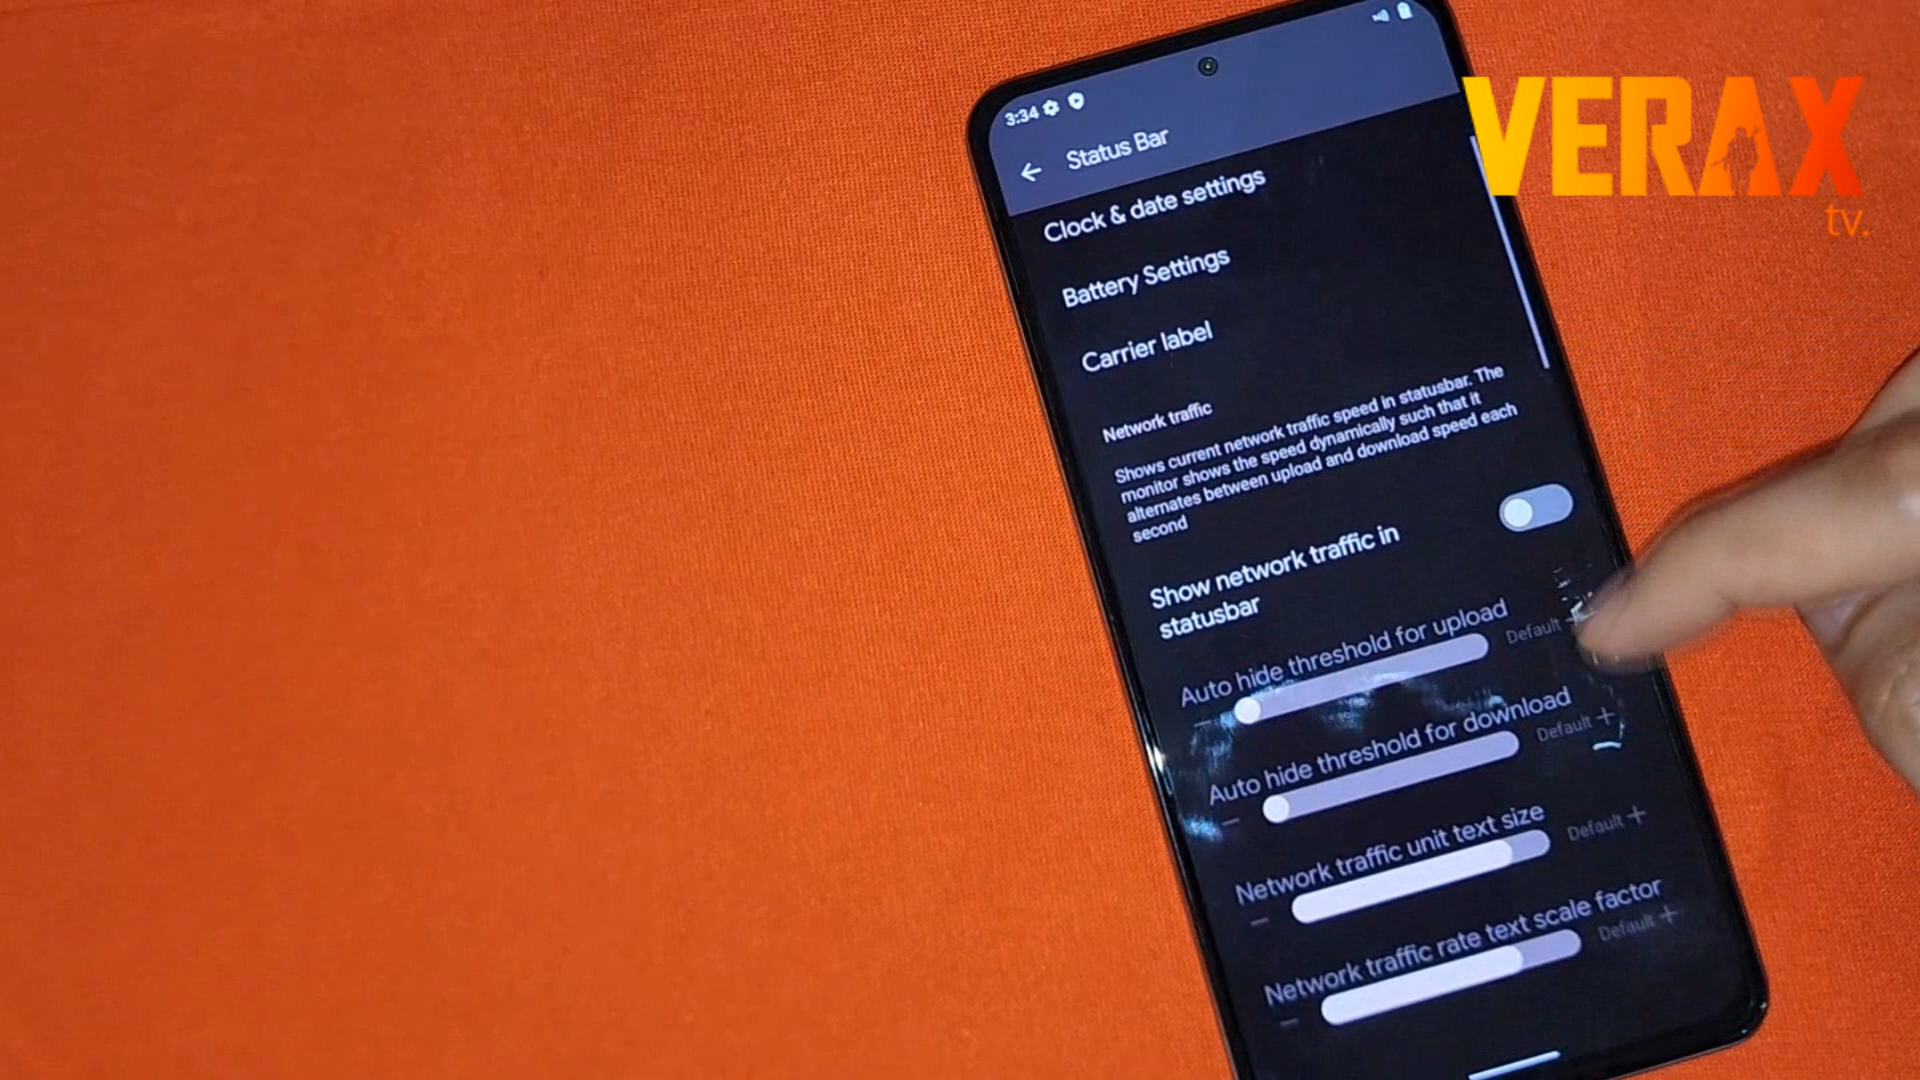 VERAX
tv.
3:34
Status Bar
Clock & date settings
Battery Settings
Carrier label
Network traffic
Shows current network traffic speed in statusbar. The
monitor shows the speed dynamically such that it
alternates between upload and download speed each
second
Show network traffic in
statusbar
Auto hide threshold for upload
Default +
Auto hide threshold for download
Default +
Network traffic unit text size
Default +
Network traffic rate text scale factor
Default +